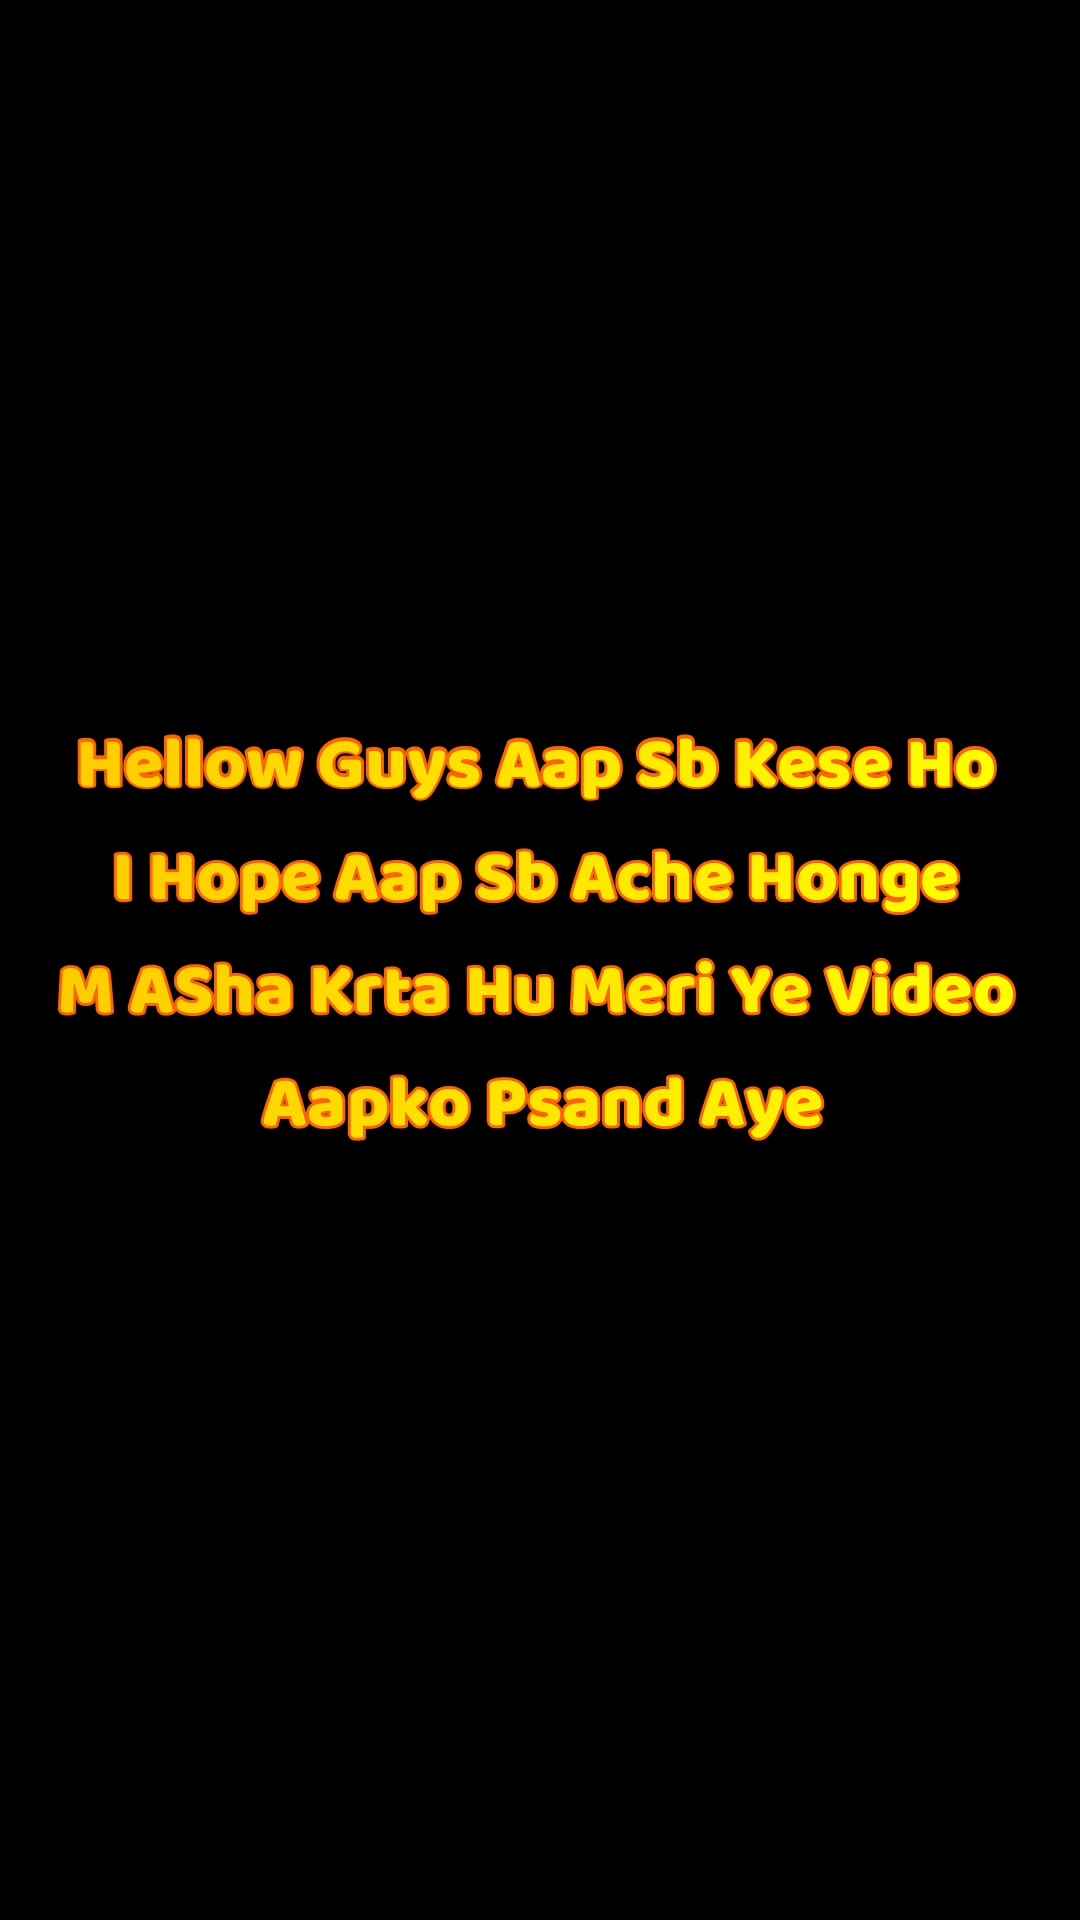 Hellow Guys Aap Sb Kese Ho
I Hope Aap Sb Ache Honge
M ASha Krta Hu Meri Ye Video
Aapko Psand Aye